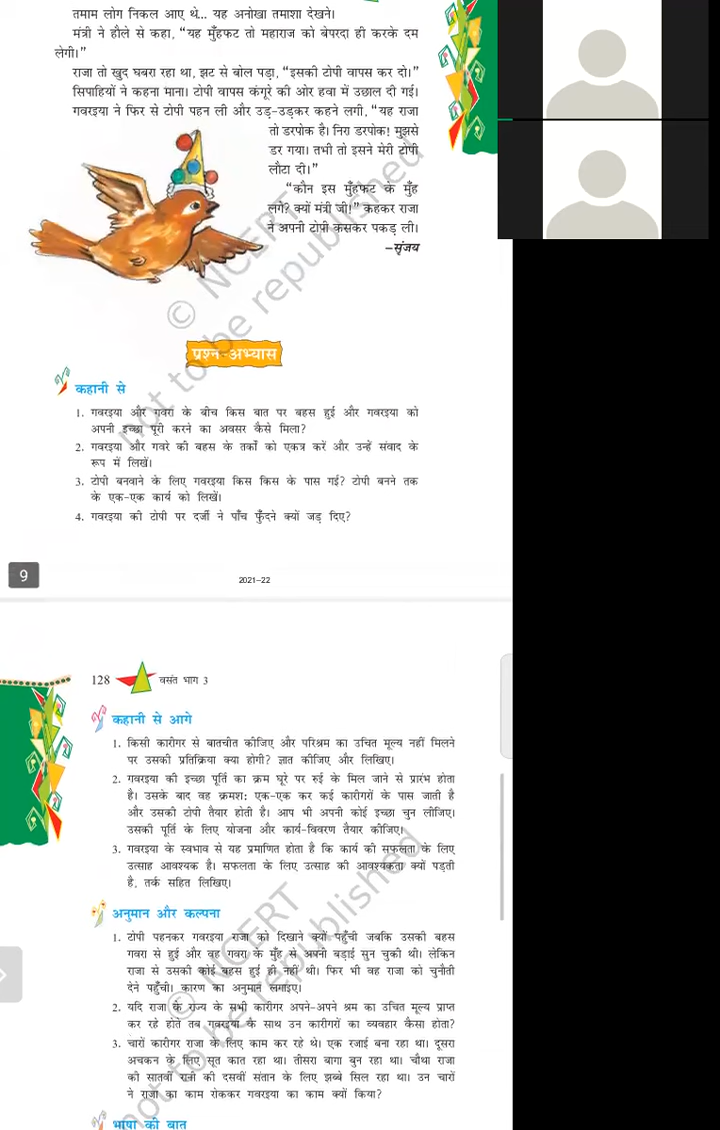 तमाम लोग निकल आए थे... यह अनोखा तमाशा देखने।
मंत्री ने हौले से कहा, “यह मुँहफट तो महाराज को बेपरदा ही करके दम
लेगी।”
राजा तो खुद घबरा रहा था, झट से बोल पड़ा, “इसकी टोपी वापस कर दो।”
सिपाहियों ने कहना माना। टोपी वापस कंगूरे की ओर हवा में उछाल दी गई।
गवरइया ने फिर से टोपी पहन ली और उड़-उड़कर कहने लगी, “यह राजा
तो डरपोक है। निरा डरपोक! मुझसे
डर गया। तभी तो इसने मेरी टोपी
लौटा दी।”
“कौन इस मुँहफट के मुँह
लगे? क्यों मंत्री जी!” कहकर राजा
ने अपनी टोपी कसकर पकड़ ली।
–सृंजय
© NCERT
not to be republished
प्रश्न-अभ्यास
कहानी से
1. गवरइया और गवरा के बीच किस बात पर बहस हुई और गवरइया को
अपनी इच्छा पूरी करने का अवसर कैसे मिला?
2. गवरइया और गवरे की बहस के तर्कों को एकत्र करें और उन्हें संवाद के
रूप में लिखें।
3. टोपी बनवाने के लिए गवरइया किस किस के पास गई? टोपी बनने तक
के एक-एक कार्य को लिखें।
4. गवरइया की टोपी पर दर्जी ने पाँच फुँदने क्यों जड़ दिए?
9
2021–22
128
वसंत भाग 3
कहानी से आगे
1. किसी कारीगर से बातचीत कीजिए और परिश्रम का उचित मूल्य नहीं मिलने
पर उसकी प्रतिक्रिया क्या होगी? ज्ञात कीजिए और लिखिए।
2. गवरइया की इच्छा पूर्ति का क्रम घूरे पर रुई के मिल जाने से प्रारंभ होता
है। उसके बाद वह क्रमश: एक-एक कर कई कारीगरों के पास जाती है
और उसकी टोपी तैयार होती है। आप भी अपनी कोई इच्छा चुन लीजिए।
उसकी पूर्ति के लिए योजना और कार्य-विवरण तैयार कीजिए।
3. गवरइया के स्वभाव से यह प्रमाणित होता है कि कार्य की सफलता के लिए
उत्साह आवश्यक है। सफलता के लिए उत्साह की आवश्यकता क्यों पड़ती
है, तर्क सहित लिखिए।
© NCERT
not to be republished
अनुमान और कल्पना
1. टोपी पहनकर गवरइया राजा को दिखाने क्यों पहुँची जबकि उसकी बहस
गवरा से हुई और वह गवरा के मुँह से अपनी बड़ाई सुन चुकी थी। लेकिन
राजा से उसकी कोई बहस हुई ही नहीं थी। फिर भी वह राजा को चुनौती
देने पहुँची। कारण का अनुमान लगाइए।
2. यदि राजा के राज्य के सभी कारीगर अपने-अपने श्रम का उचित मूल्य प्राप्त
कर रहे होते तब गवरइया के साथ उन कारीगरों का व्यवहार कैसा होता?
3. चारों कारीगर राजा के लिए काम कर रहे थे। एक रजाई बना रहा था। दूसरा
अचकन के लिए सूत कात रहा था। तीसरा बागा बुन रहा था। चौथा राजा
की सातवीं रानी की दसवीं संतान के लिए झब्बे सिल रहा था। उन चारों
ने राजा का काम रोककर गवरइया का काम क्यों किया?
भाषा की बात